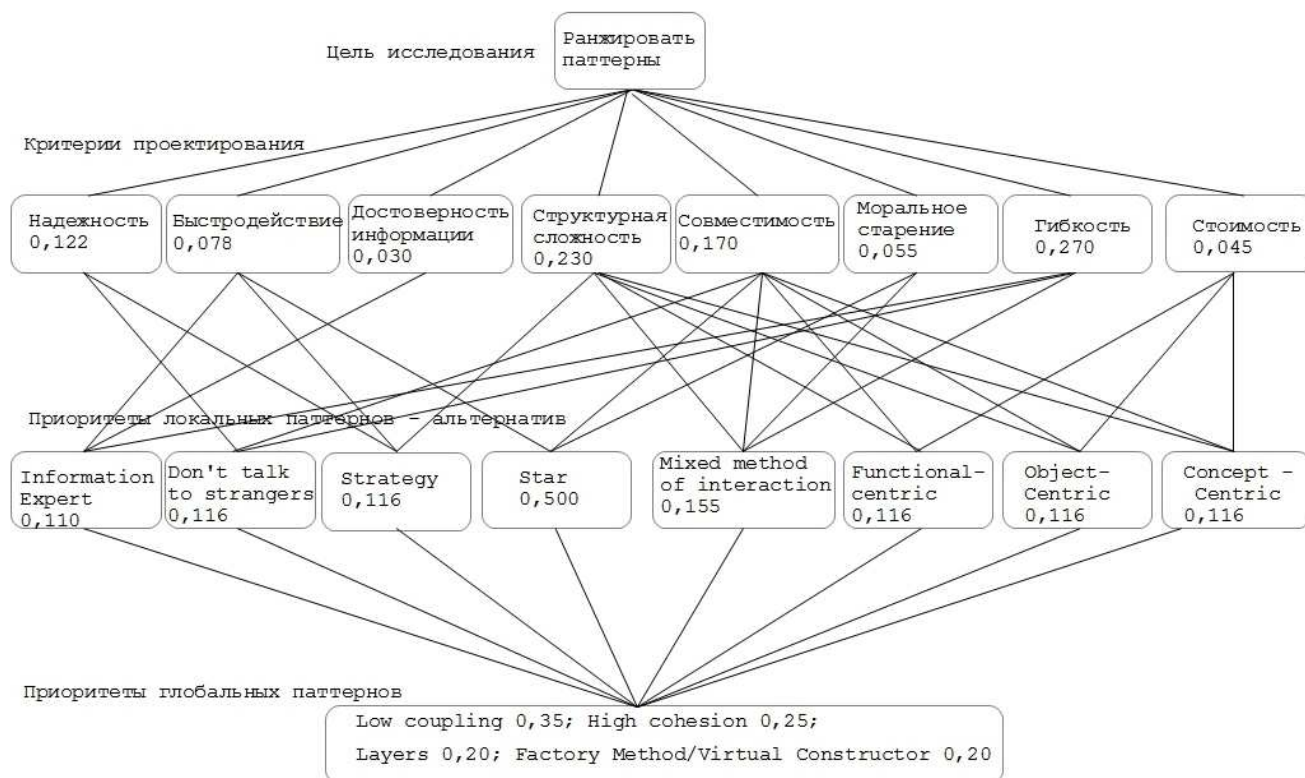 Ранжировать
Цель исследования
паттерны
Критерии проектирования
Надежность
0,122
Быстродействие
0,078
Достоверность
информации
0,030
Структурная
сложность
0,230
Совместимость
0,170
Моральное
старение
0,055
Гибкость
0,270
Стоимость
0,045
Приоритеты локальных паттернов – альтернатив
Information
Expert
0,110
Don't talk
to strangers
0,116
Strategy
0,116
Star
0,500
Mixed method
of interaction
0,155
Functional-
centric
0,116
Object-
Centric
0,116
Concept -
Centric
0,116
Приоритеты глобальных паттернов
Low coupling 0,35; High cohesion 0,25;
Layers 0,20; Factory Method/Virtual Constructor 0,20